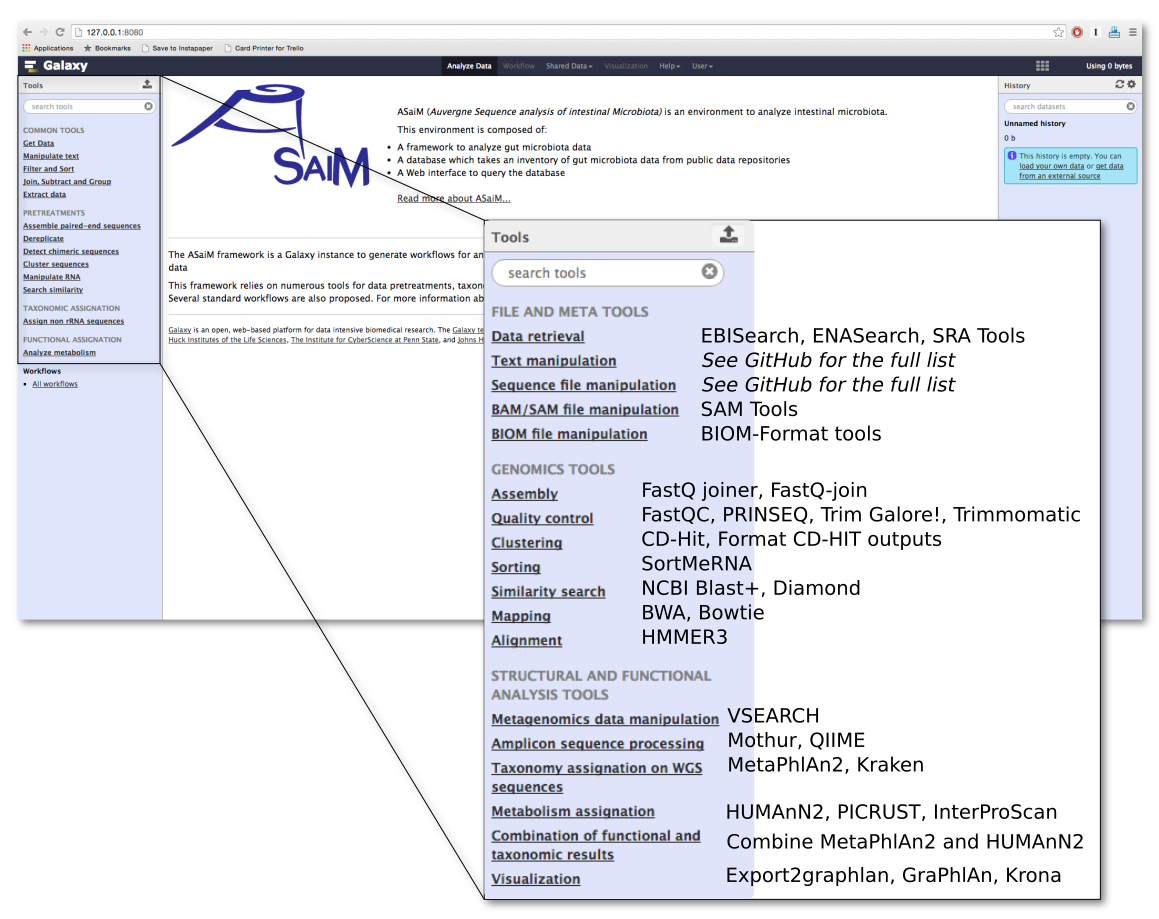 127.0.0.1:8080
Applications Bookmarks Save to Instapaper Card Printer for Trello
Galaxy Analyze Data Workflow Shared Data Visualization Help User Using 0 bytes
Tools
search tools
COMMON TOOLS
Get Data
Manipulate text
Filter and Sort
Join, Subtract and Group
Extract data
PRETREATMENTS
Assemble paired-end sequences
Dereplicate
Detect chimeric sequences
Cluster sequences
Manipulate RNA
Search similarity
TAXONOMIC ASSIGNATION
Assign non rRNA sequences
FUNCTIONAL ASSIGNATION
Analyze metabolism
Workflows
All workflows
ASaiM
ASaiM (Auvergne Sequence analysis of intestinal Microbiota) is an environment to analyze intestinal microbiota.
This environment is composed of:
• A framework to analyze gut microbiota data
• A database which takes an inventory of gut microbiota data from public data repositories
• A Web interface to query the database
Read more about ASaiM...
The ASaiM framework is a Galaxy instance to generate workflows for an
data
This framework relies on numerous tools for data pretreatments, taxon
Several standard workflows are also proposed. For more information ab
Galaxy is an open, web-based platform for data intensive biomedical research. The Galaxy te
Huck Institutes of the Life Sciences, The Institute for CyberScience at Penn State, and Johns H
History
search datasets
Unnamed history
0 b
This history is empty. You can
load your own data or get data
from an external source
Tools
search tools
FILE AND META TOOLS
Data retrieval EBISearch, ENASearch, SRA Tools
Text manipulation See GitHub for the full list
Sequence file manipulation See GitHub for the full list
BAM/SAM file manipulation SAM Tools
BIOM file manipulation BIOM-Format tools
GENOMICS TOOLS
Assembly FastQ joiner, FastQ-join
Quality control FastQC, PRINSEQ, Trim Galore!, Trimmomatic
Clustering CD-Hit, Format CD-HIT outputs
Sorting SortMeRNA
Similarity search NCBI Blast+, Diamond
Mapping BWA, Bowtie
Alignment HMMER3
STRUCTURAL AND FUNCTIONAL
ANALYSIS TOOLS
Metagenomics data manipulation VSEARCH
Amplicon sequence processing Mothur, QIIME
Taxonomy assignation on WGS MetaPhlAn2, Kraken
sequences
Metabolism assignation HUMAnN2, PICRUST, InterProScan
Combination of functional and Combine MetaPhlAn2 and HUMAnN2
taxonomic results
Visualization Export2graphlan, GraPhlAn, Krona